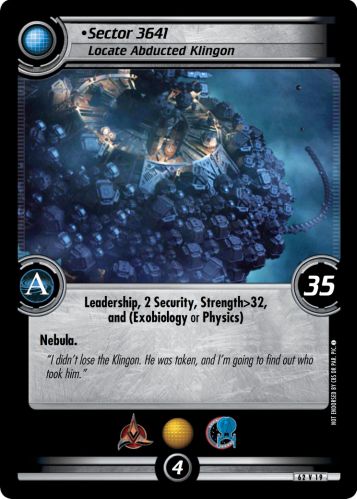 •Sector 3641
Locate Abducted Klingon
A
35
Leadership, 2 Security, Strength>32,
and (Exobiology or Physics)
Nebula.
"I didn't lose the Klingon. He was taken, and I'm going to find out who
took him."
NOT ENDORSED BY CBS OR PAR. PIC.
4
62 V 19